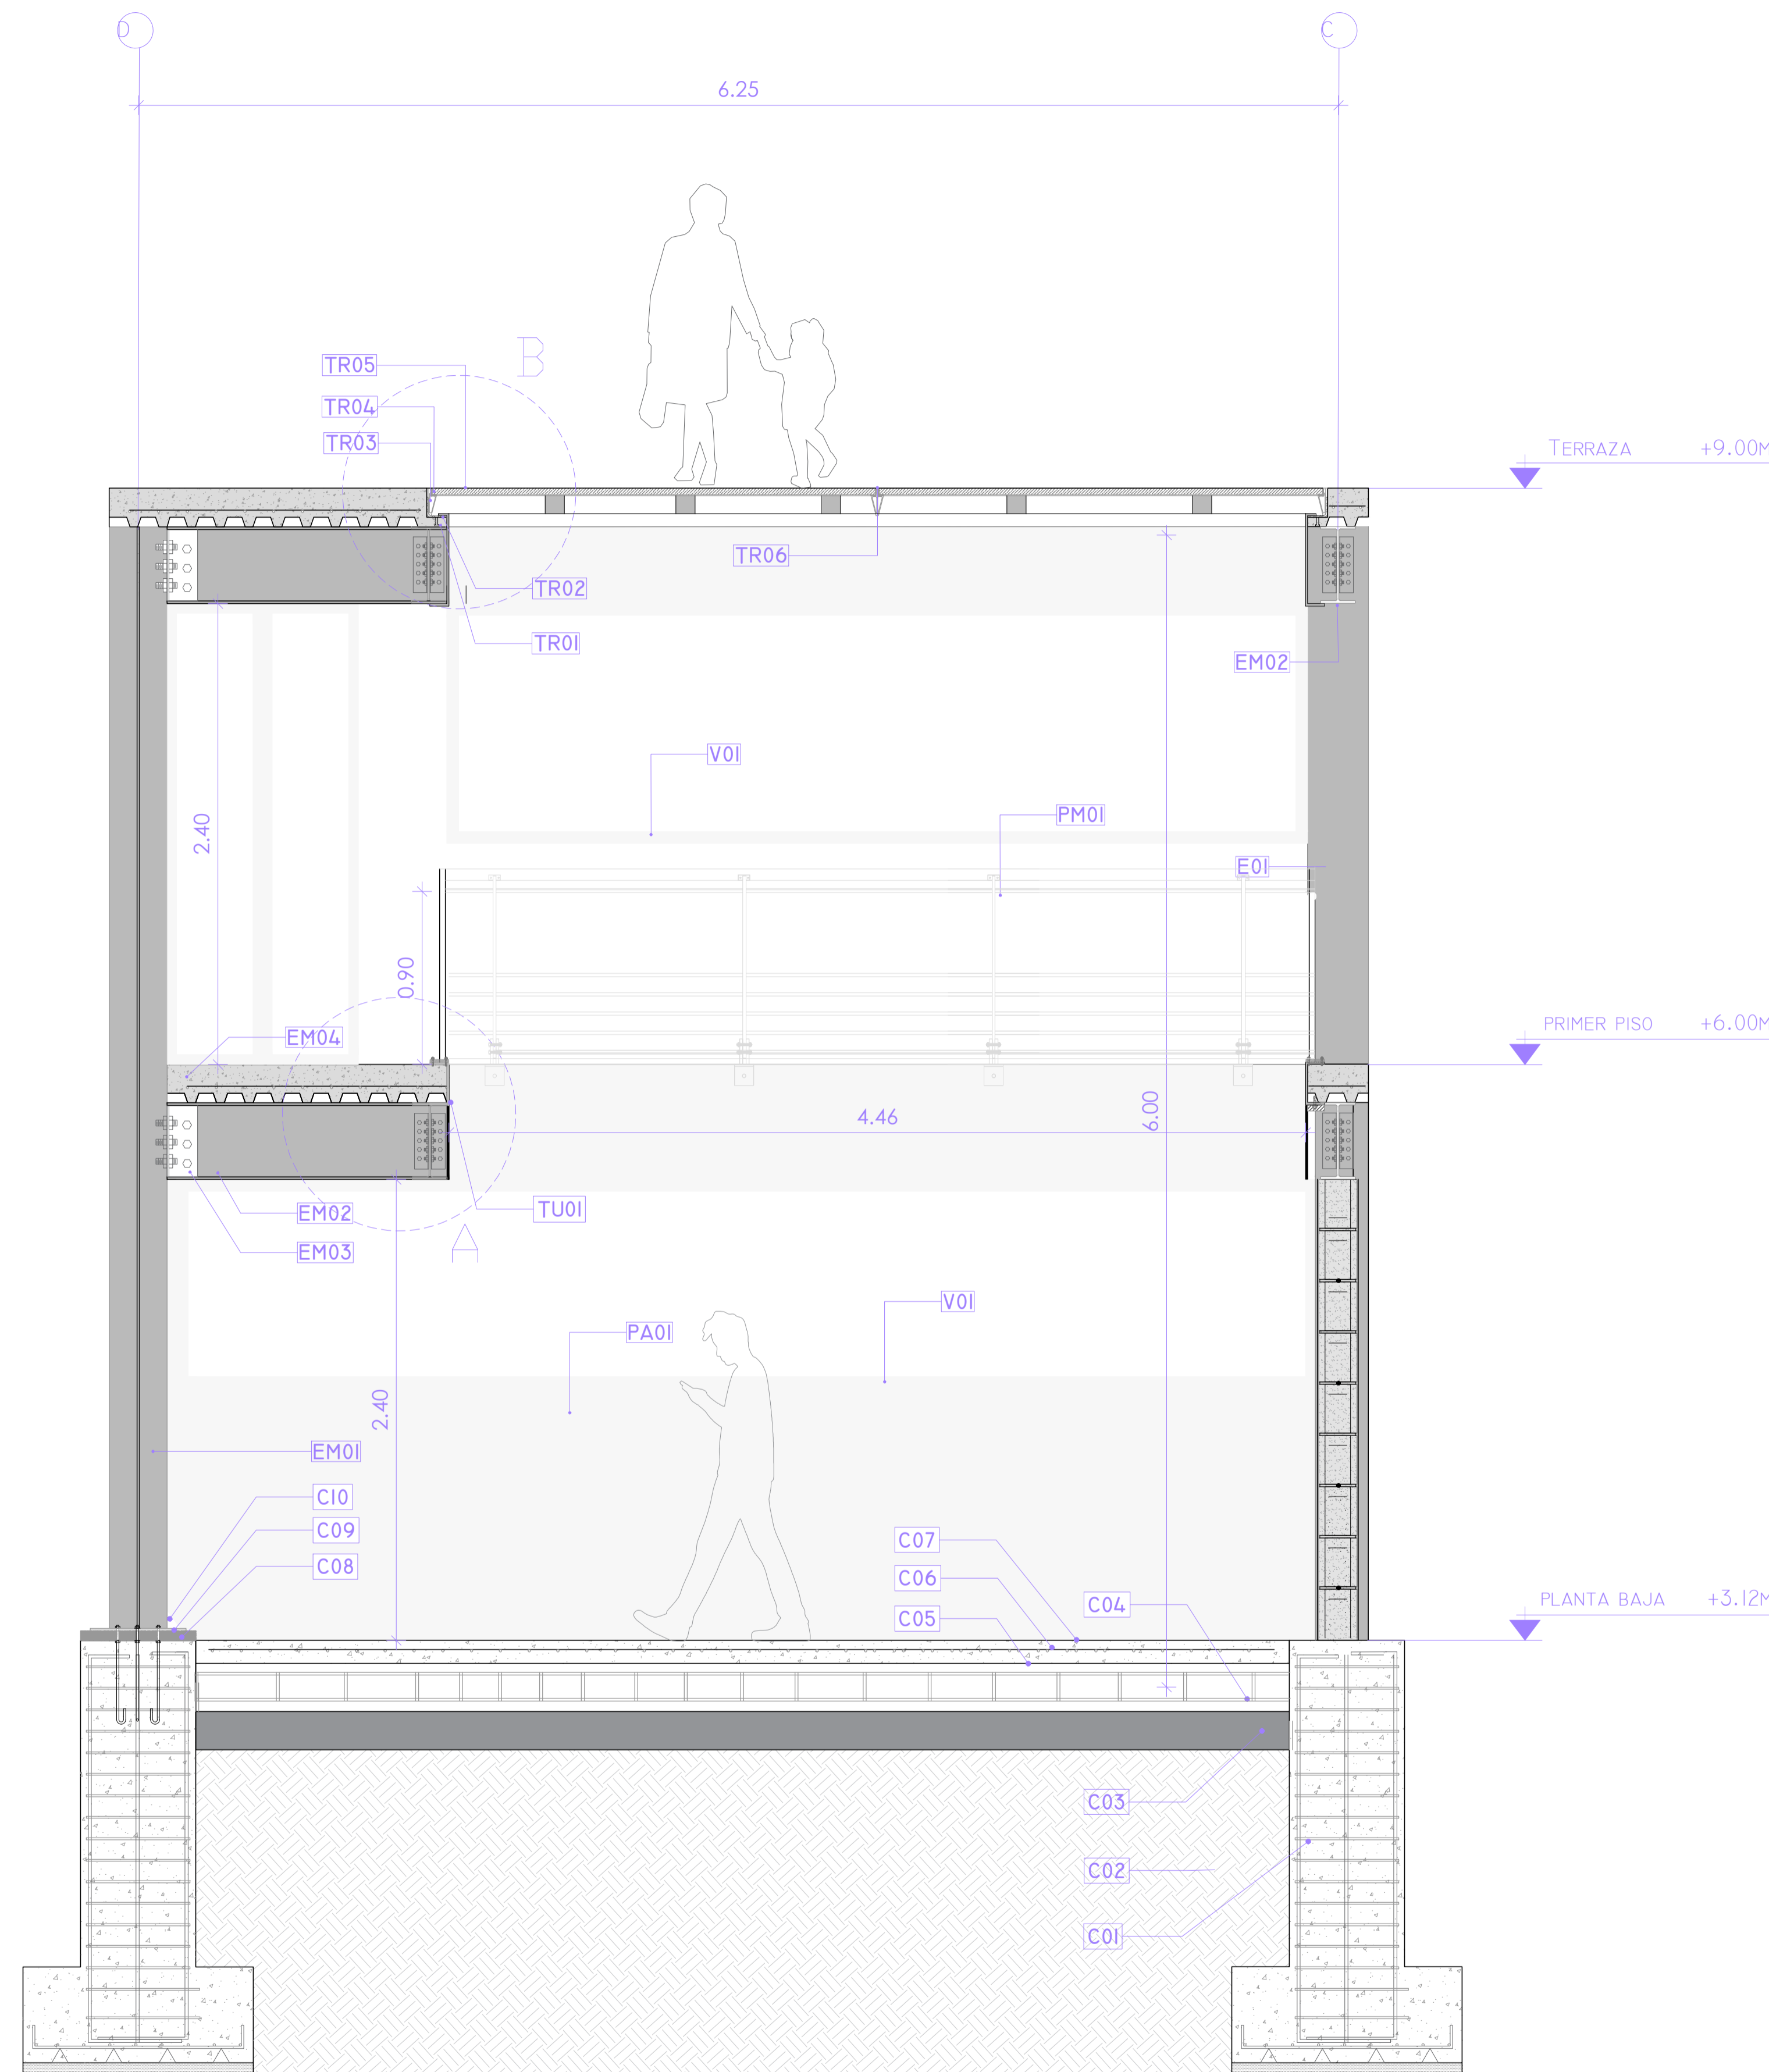 D
C
6.25
B
TR05
TR04
TR03
TERRAZA +9.00M
TR06
TR02
TR01
EM02
V01
PM01
2.40
E01
0.90
PRIMER PISO +6.00M
EM04
4.46
6.00
EM02
TU01
EM03
A
V01
PA01
2.40
EM01
C10
C09
C08
C07
C06
C05
C04
PLANTA BAJA +3.12M
C03
C02
C01